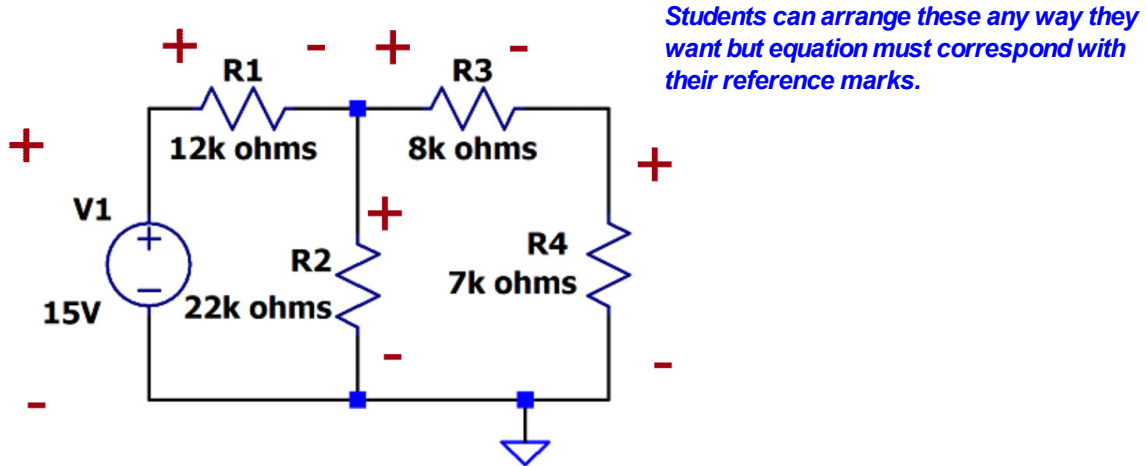 Students can arrange these any way they
want but equation must correspond with
their reference marks.
+ - + -
R1 R3
12k ohms 8k ohms
+ +
V1
+
+
R2 R4
7k ohms
15V 22k ohms
-
- -
-